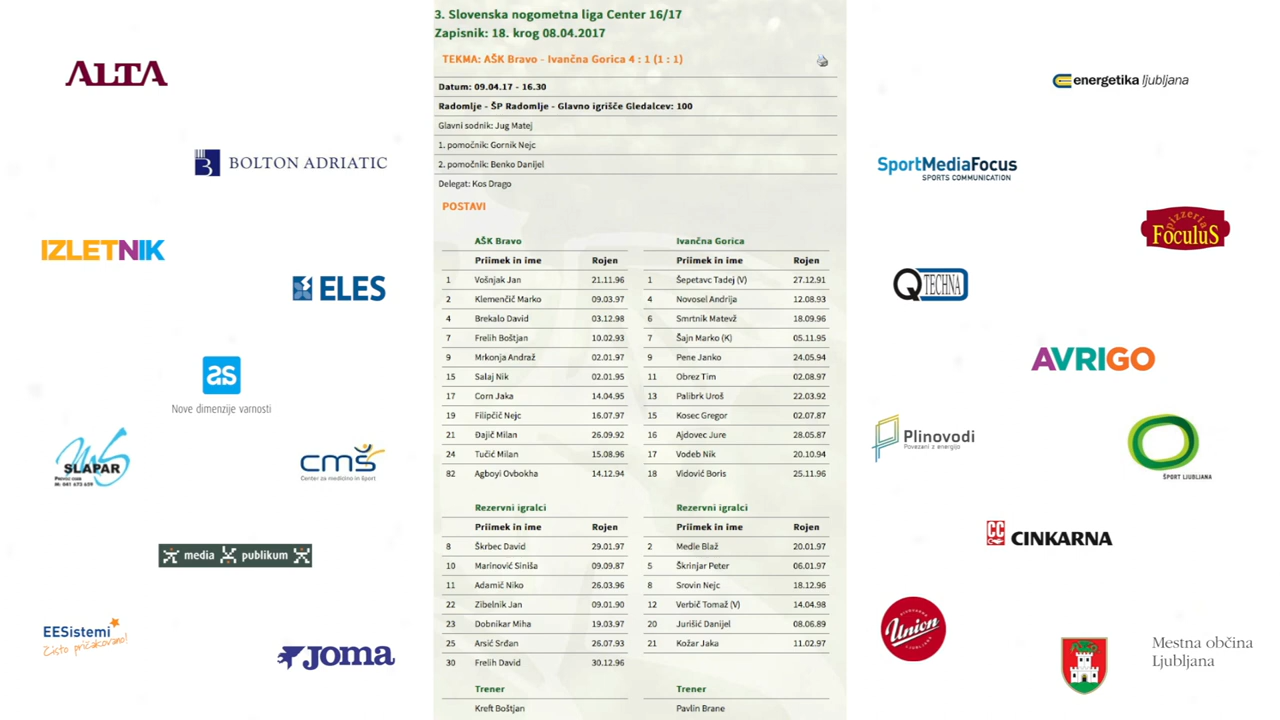 3. Slovenska nogometna liga Center 16/17
Zapisnik: 18. krog 08.04.2017
TEKMA: AŠK Bravo - Ivančna Gorica 4 : 1 (1 : 1)
Datum: 09.04.17 - 16.30
Radomlje - ŠP Radomlje - Glavno igrišče Gledalcev: 100
Glavni sodnik: Jug Matej
1. pomočnik: Gornik Nejc
2. pomočnik: Benko Danijel
Delegat: Kos Drago
POSTAVI
AŠK Bravo
Priimek in ime Rojen
1 Vošnjak Jan 21.11.96
2 Klemenčič Marko 09.03.97
4 Brekalo David 03.12.98
7 Frelih Boštjan 10.02.93
9 Mrkonja Andraž 02.01.97
15 Salaj Nik 02.01.95
17 Corn Jaka 14.04.95
19 Filipčič Nejc 16.07.97
21 Đajić Milan 26.09.92
24 Tučić Milan 15.08.96
82 Agboyi Ovbokha 14.12.94
Rezervni igralci
Priimek in ime Rojen
8 Škrbec David 29.01.97
10 Marinović Siniša 09.09.87
11 Adamič Niko 26.03.96
22 Zibelnik Jan 09.01.90
23 Dobnikar Miha 19.03.97
25 Arsić Srđan 26.07.93
30 Frelih David 30.12.96
Trener
Kreft Boštjan
Ivančna Gorica
Priimek in ime Rojen
1 Šepetavc Tadej (V) 27.12.91
4 Novosel Andrija 12.08.93
6 Smrtnik Matevž 18.09.96
7 Šajn Marko (K) 05.11.95
9 Pene Janko 24.05.94
11 Obrez Tim 02.08.97
13 Palibrk Uroš 22.03.92
15 Kosec Gregor 02.07.87
16 Ajdovec Jure 28.05.87
17 Vodeb Nik 20.10.94
18 Vidovič Boris 25.11.96
Rezervni igralci
Priimek in ime Rojen
2 Medle Blaž 20.01.97
5 Škrinjar Peter 06.01.97
8 Srovin Nejc 18.12.96
12 Verbič Tomaž (V) 14.04.98
20 Jurišič Danijel 08.06.89
21 Kožar Jaka 11.02.97
Trener
Pavlin Brane
ALTA
B BOLTON ADRIATIC
IZLETNIK
ELES
as
Nove dimenzije varnosti
SLAPAR
cmš
Center za medicino in šport
media publikum
EESistemi
Čisto pričakovano!
JOMA
energetika ljubljana
SportMediaFocus
SPORTS COMMUNICATION
pizzeria
FoculuS
QTECHNA
AVRIGO
Plinovodi
Povezani z energijo
ŠPORT LJUBLJANA
CC CINKARNA
Union
Mestna občina
Ljubljana